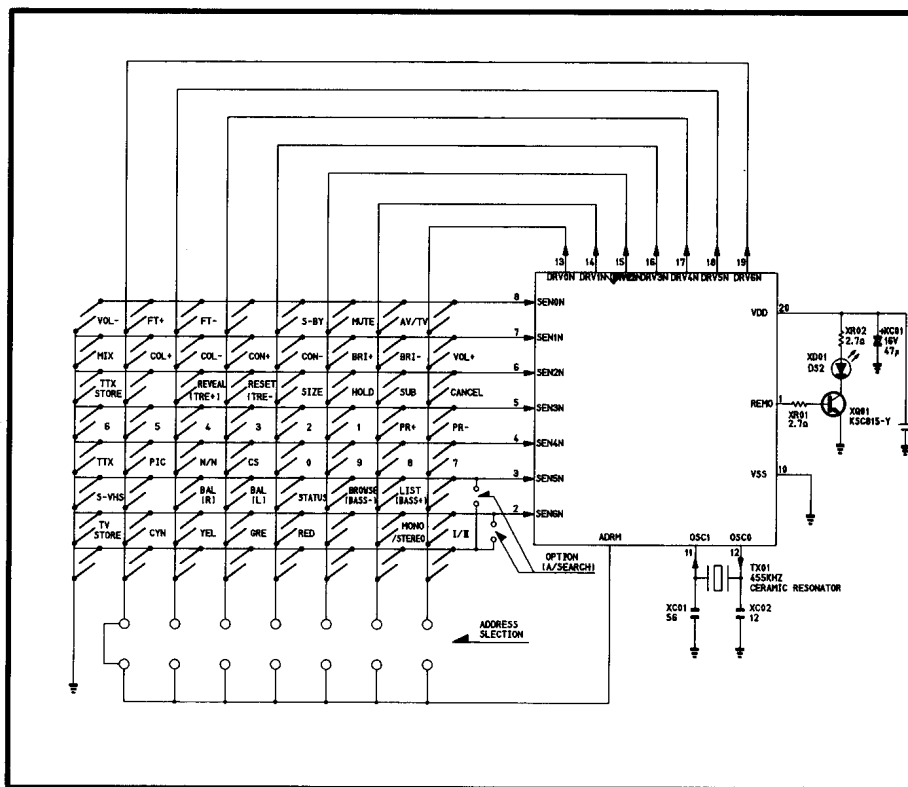 13 14 15 16 17 18 19
DRV0N DRV1N DRV2N DRV3N DRV4N DRV5N DRV6N
8 SEN0N
VOL- FT+ FT- S-BY MUTE AV/TV
VDD 20
7 SEN1N
XR02
2.7Ω
+XC01
16V
47μ
MIX COL+ COL- CON+ CON- BRI+ BRI- VOL+
XD01
DS2
6 SEN2N
TTX
STORE
REVEAL
(TRE+)
RESET
(TRE-
SIZE HOLD SUB CANCEL
5 SEN3N
REMO 1
XR01
2.7Ω
XQ01
KSC815-Y
6 5 4 3 2 1 PR+ PR-
4 SEN4N
TTX PIC N/N CS 0 9 8 7
3 SEN5N
VSS 10
S-VHS
BAL
(R)
BAL
(L)
STATUS
BROWSE
(BASS-)
LIST
(BASS+)
2 SEN6N
TV
STORE
CYN YEL GRE RED
MONO
/STEREO
I/II
ADRM OSC1 OSC0
11 12
OPTION
(A/SEARCH)
TX01
455KHZ
CERAMIC RESONATOR
XC01
56
XC02
12
ADDRESS
SLECTION